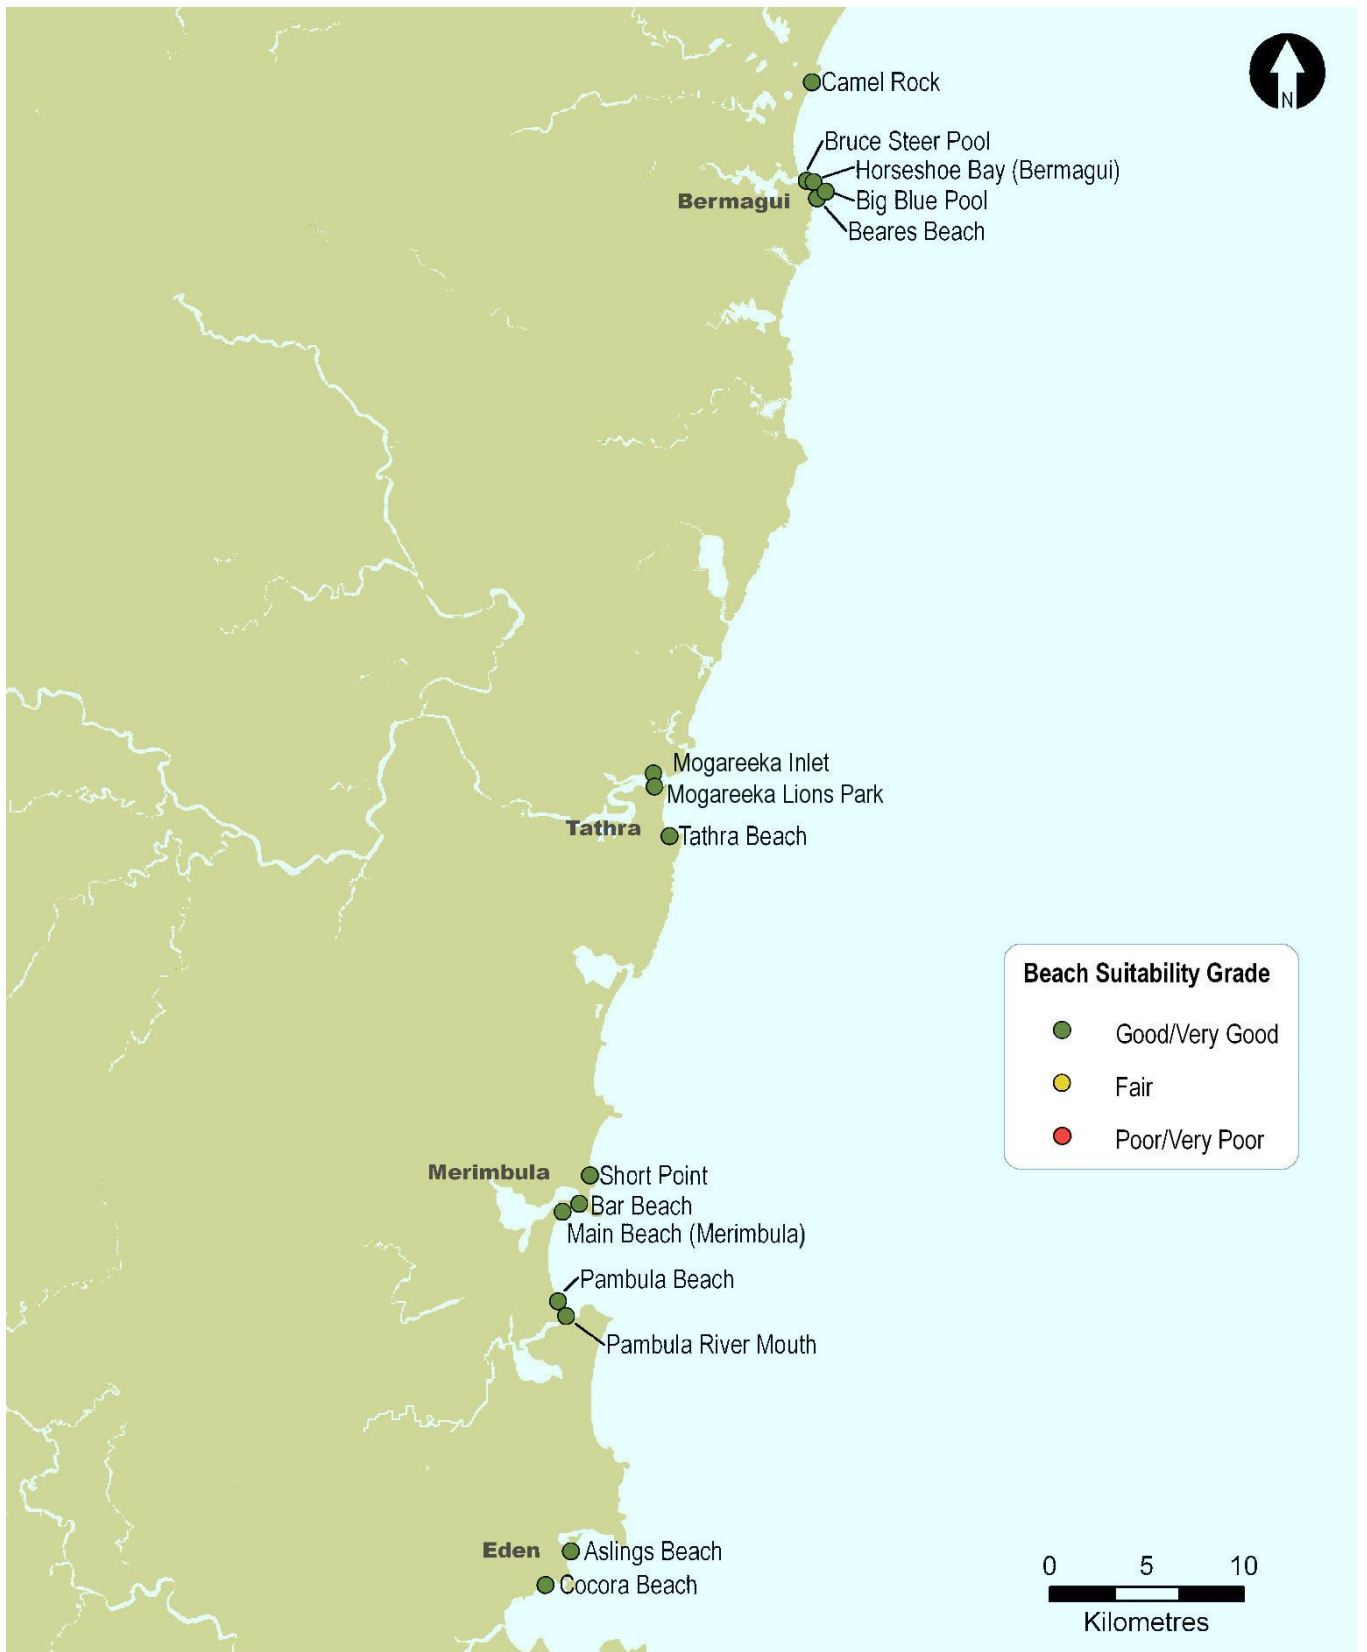 N
Camel Rock
Bruce Steer Pool
Horseshoe Bay (Bermagui)
Bermagui
Big Blue Pool
Beares Beach
Mogareeka Inlet
Mogareeka Lions Park
Tathra
Tathra Beach
Beach Suitability Grade
Good/Very Good
Fair
Poor/Very Poor
Merimbula
Short Point
Bar Beach
Main Beach (Merimbula)
Pambula Beach
Pambula River Mouth
Eden
Aslings Beach
Cocora Beach
0 5 10
Kilometres